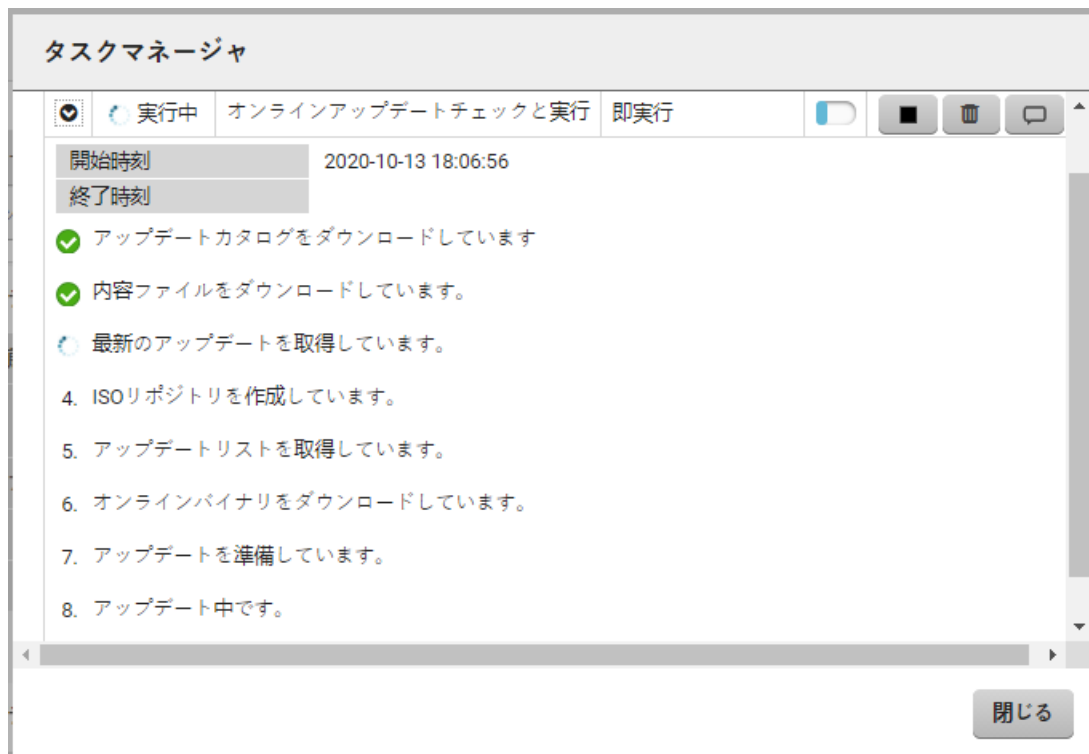 タスクマネージャ
実行中 オンラインアップデートチェックと実行 即実行
開始時刻 2020-10-13 18:06:56
終了時刻
アップデートカタログをダウンロードしています
内容ファイルをダウンロードしています。
最新のアップデートを取得しています。
4. ISOリポジトリを作成しています。
5. アップデートリストを取得しています。
6. オンラインバイナリをダウンロードしています。
7. アップデートを準備しています。
8. アップデート中です。
閉じる